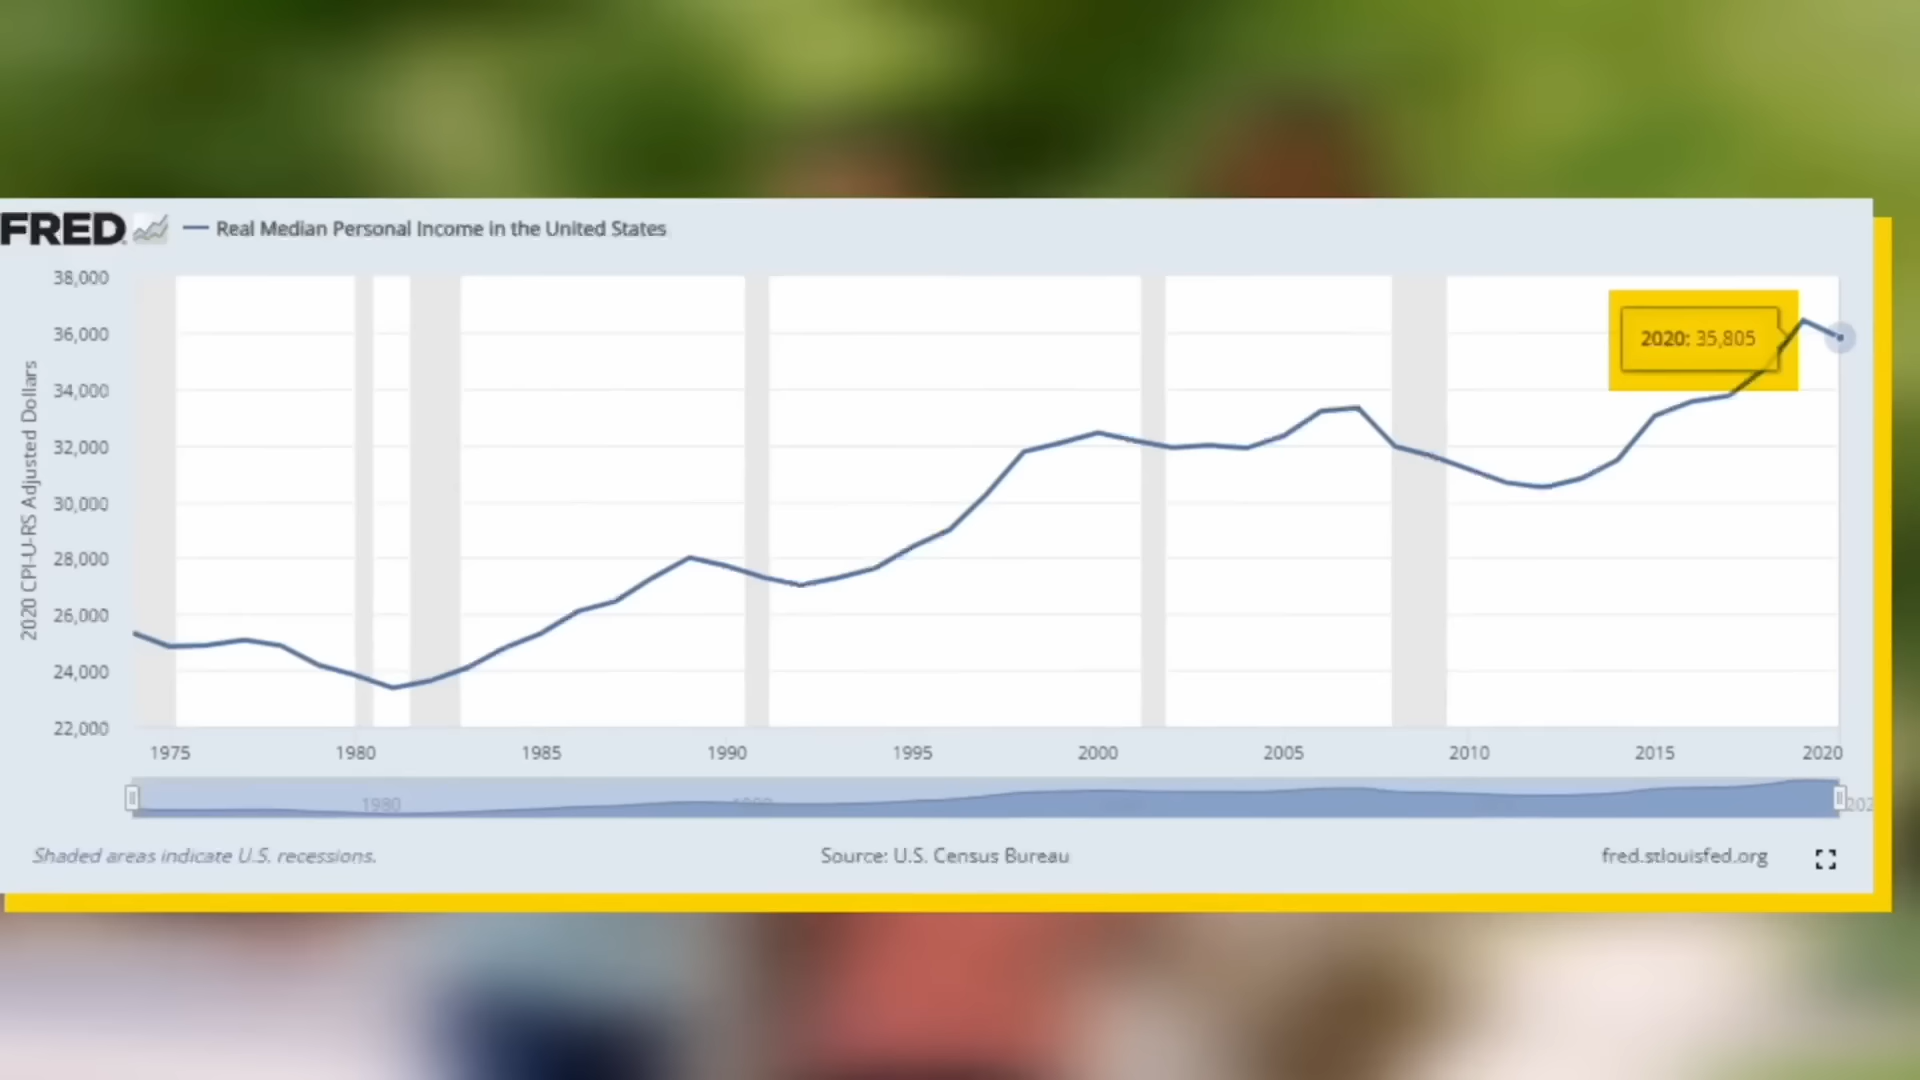 FRED
Real Median Personal Income in the United States
38,000
36,000
34,000
32,000
30,000
28,000
26,000
24,000
22,000
2020 CPI-U-RS Adjusted Dollars
2020: 35,805
1975 1980 1985 1990 1995 2000 2005 2010 2015 2020
1980
Shaded areas indicate U.S. recessions.
Source: U.S. Census Bureau
fred.stlouisfed.org